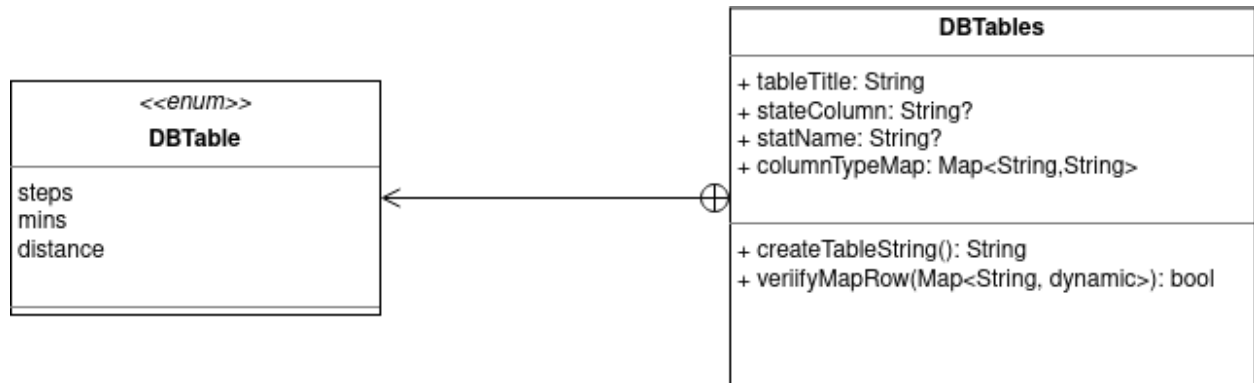 <<enum>>
DBTable
steps
mins
distance
DBTables
+ tableTitle: String
+ stateColumn: String?
+ statName: String?
+ columnTypeMap: Map<String,String>
+ createTableString(): String
+ veriifyMapRow(Map<String, dynamic>): bool